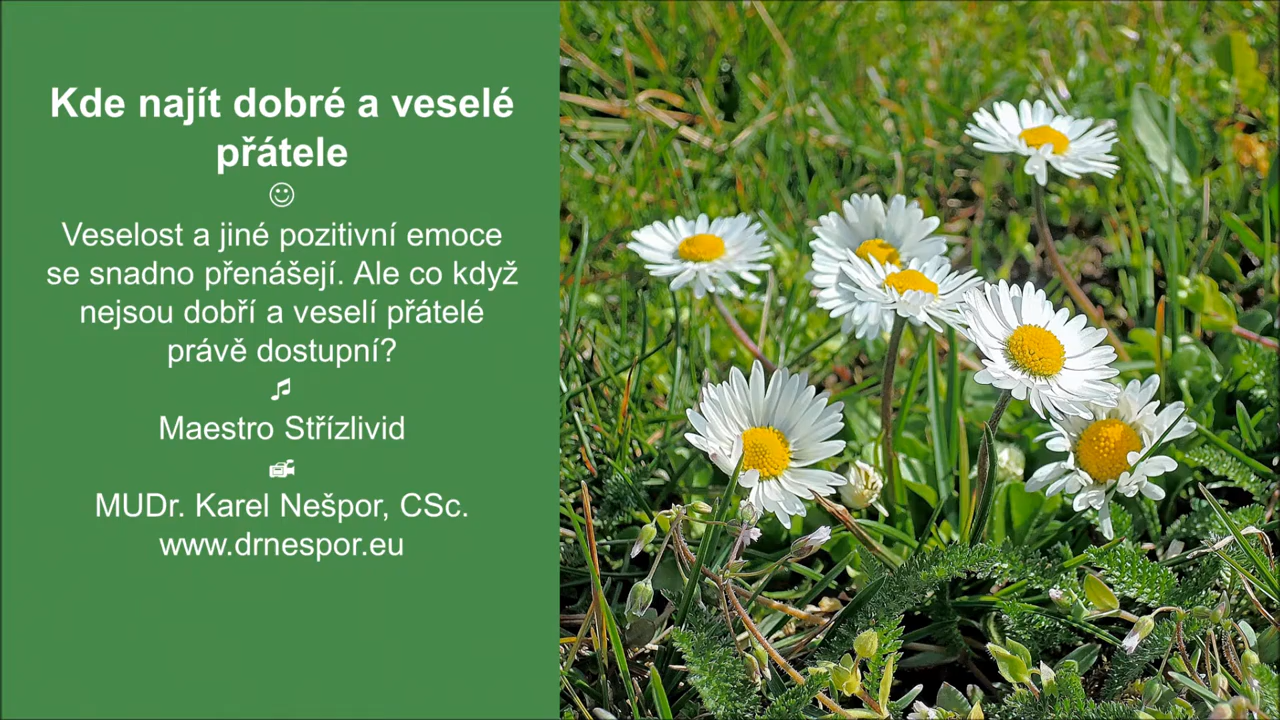 Kde najít dobré a veselé
přátele
☺
Veselost a jiné pozitivní emoce
se snadno přenášejí. Ale co když
nejsou dobří a veselí přátelé
právě dostupní?
♫
Maestro Střízlivid
📹
MUDr. Karel Nešpor, CSc.
www.drnespor.eu